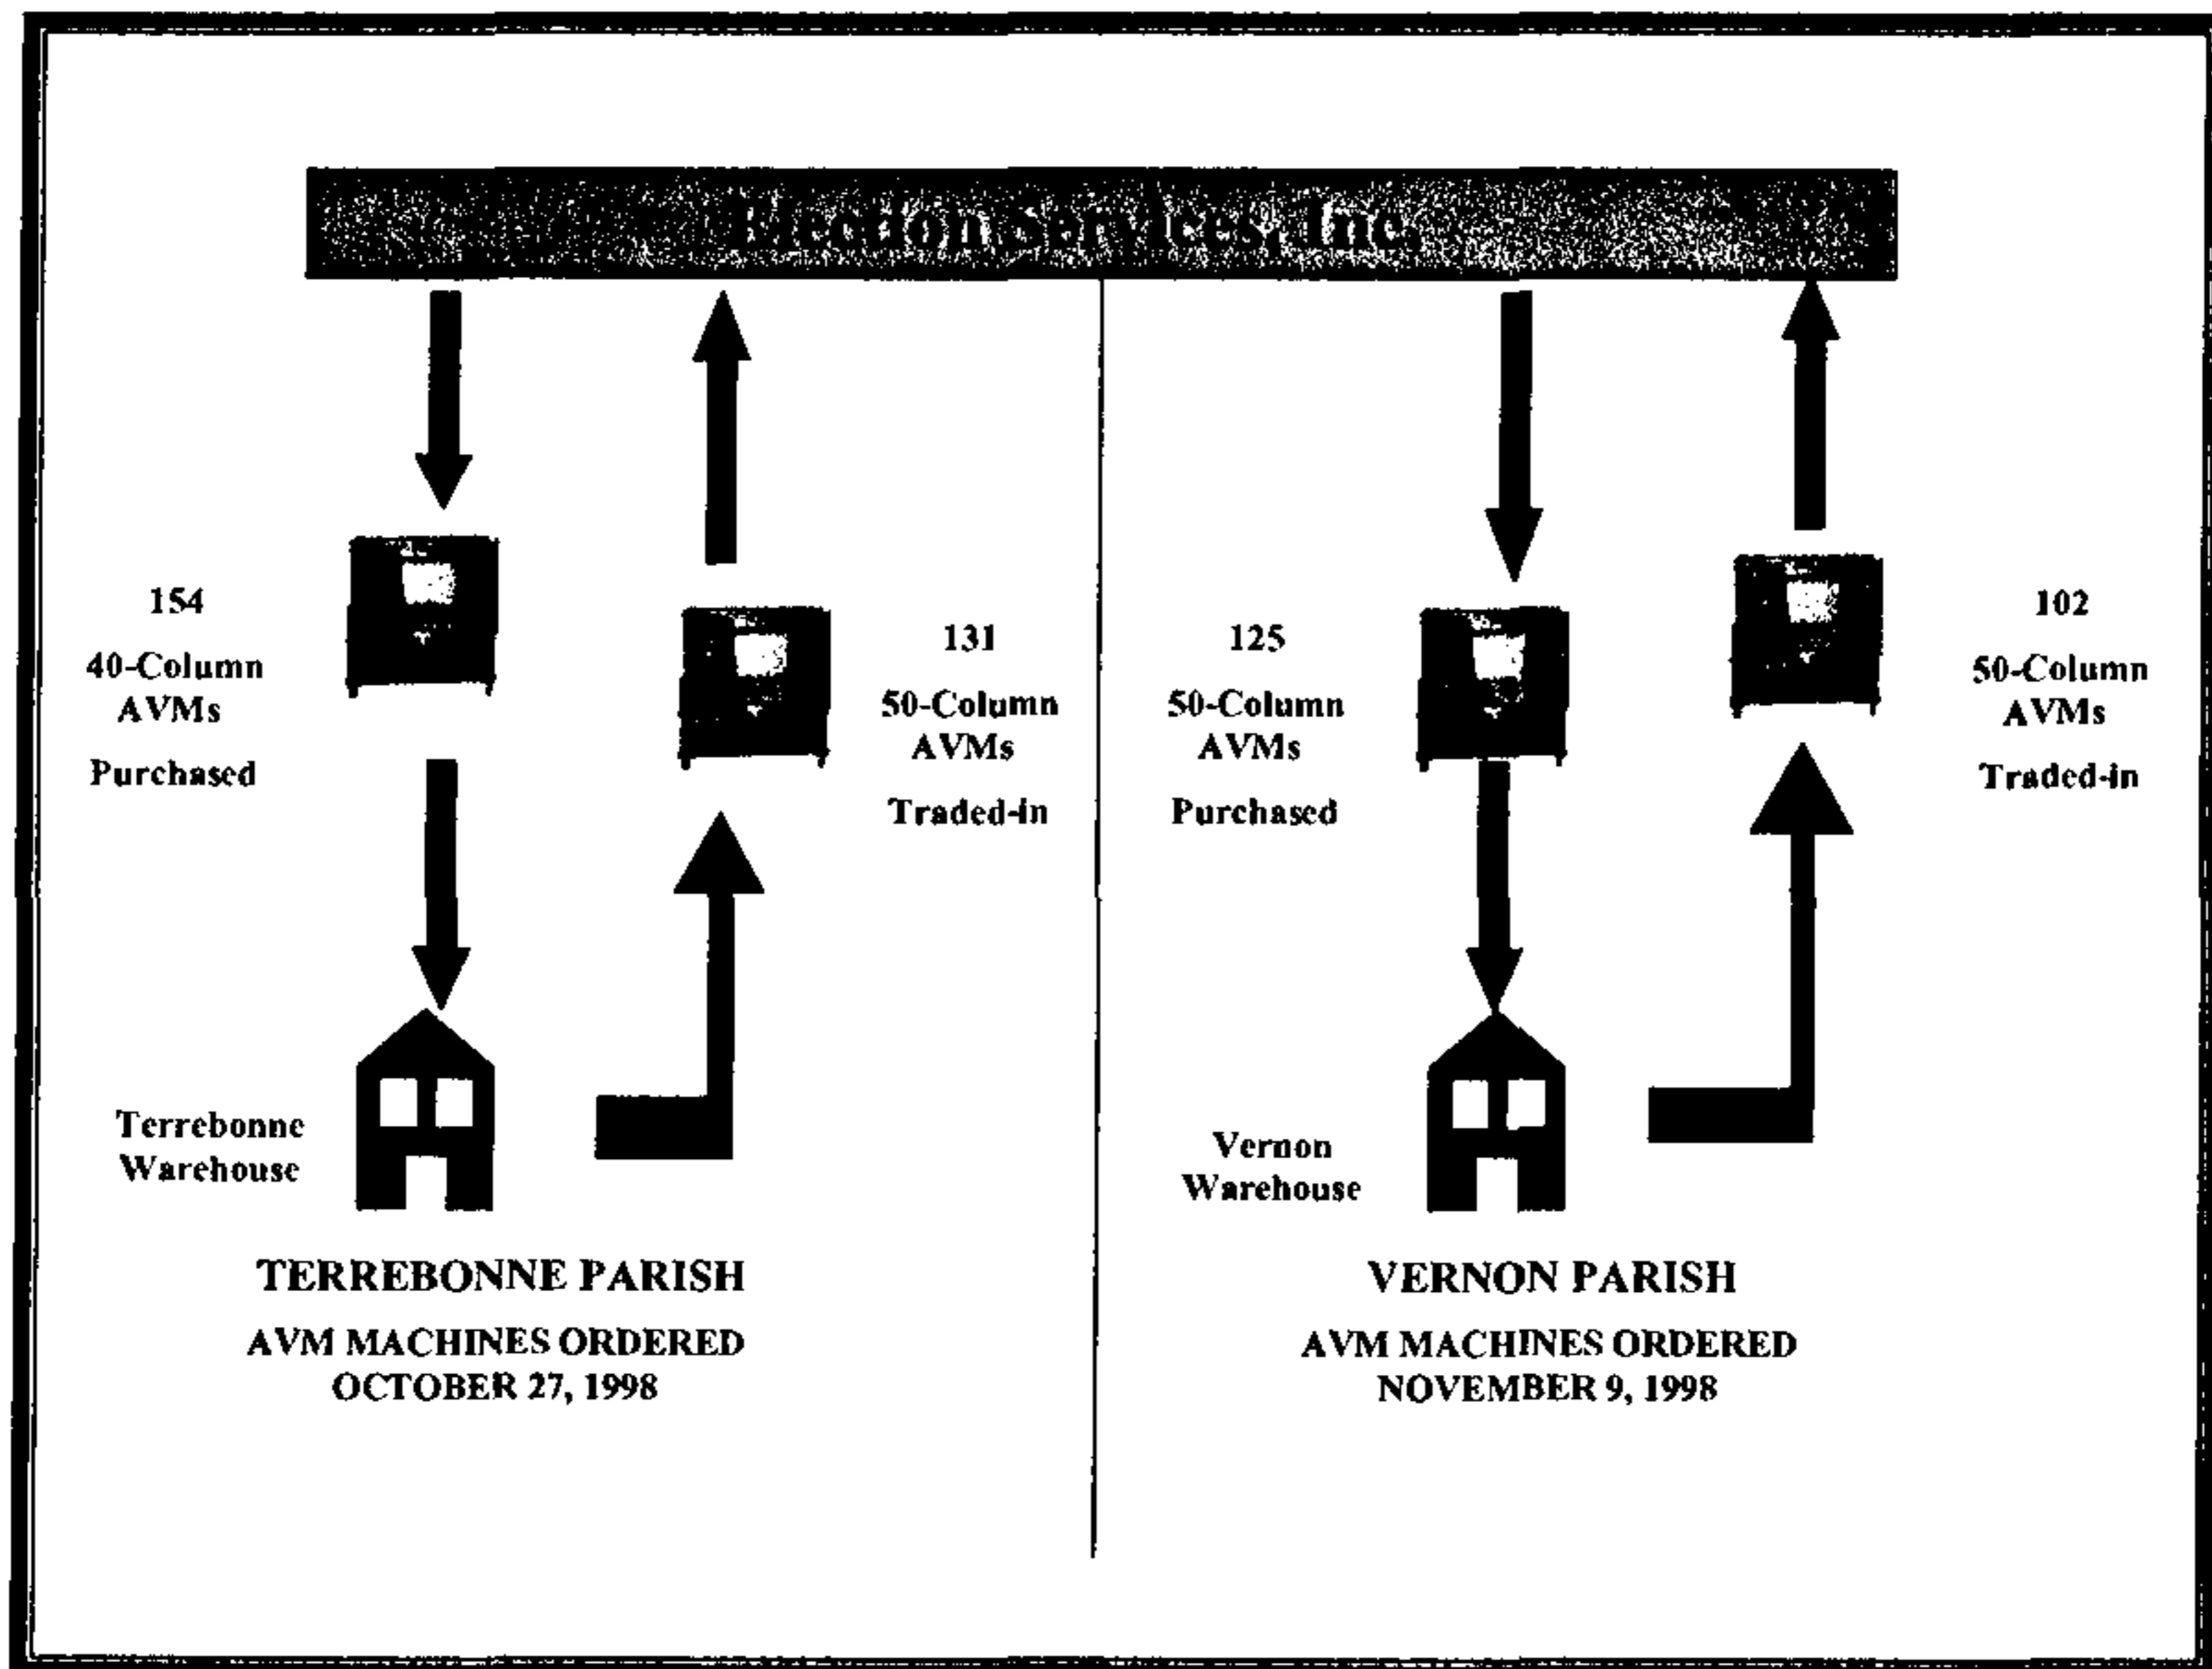 Election Services, Inc.
154
40-Column
AVMs
Purchased
131
50-Column
AVMs
Traded-in
Terrebonne
Warehouse
TERREBONNE PARISH
AVM MACHINES ORDERED
OCTOBER 27, 1998
125
50-Column
AVMs
Purchased
102
50-Column
AVMs
Traded-in
Vernon
Warehouse
VERNON PARISH
AVM MACHINES ORDERED
NOVEMBER 9, 1998